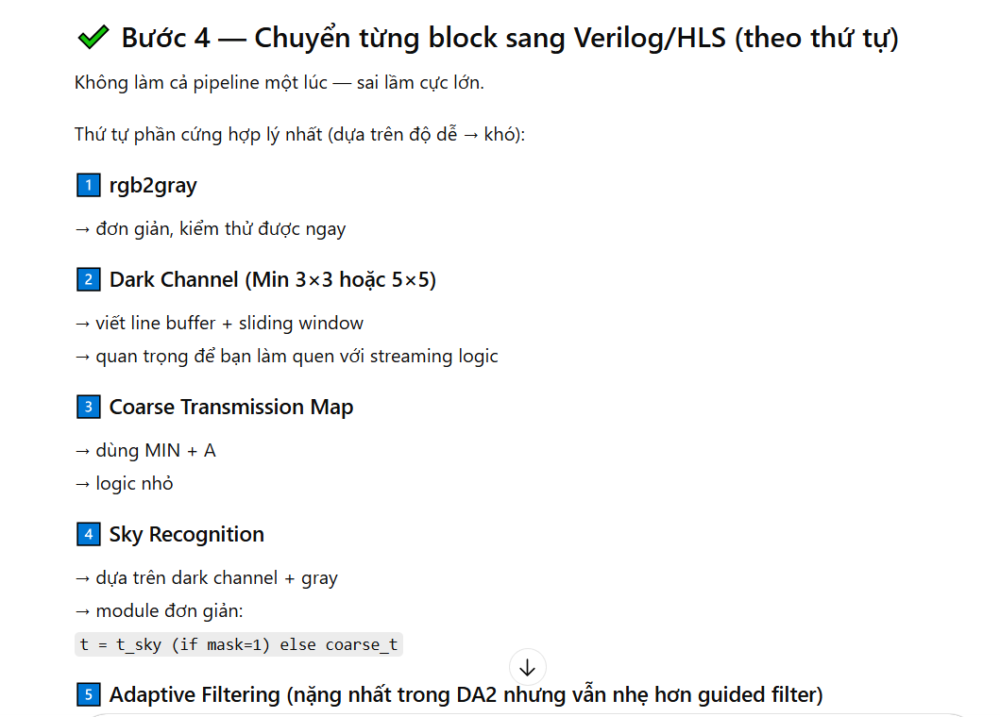 ✔ Bước 4 — Chuyển từng block sang Verilog/HLS (theo thứ tự)
Không làm cả pipeline một lúc — sai lầm cực lớn.
Thứ tự phần cứng hợp lý nhất (dựa trên độ dễ → khó):
1 rgb2gray
→ đơn giản, kiểm thử được ngay
2 Dark Channel (Min 3×3 hoặc 5×5)
→ viết line buffer + sliding window
→ quan trọng để bạn làm quen với streaming logic
3 Coarse Transmission Map
→ dùng MIN + A
→ logic nhỏ
4 Sky Recognition
→ dựa trên dark channel + gray
→ module đơn giản:
t = t_sky (if mask=1) else coarse_t
5 Adaptive Filtering (nặng nhất trong DA2 nhưng vẫn nhẹ hơn guided filter)